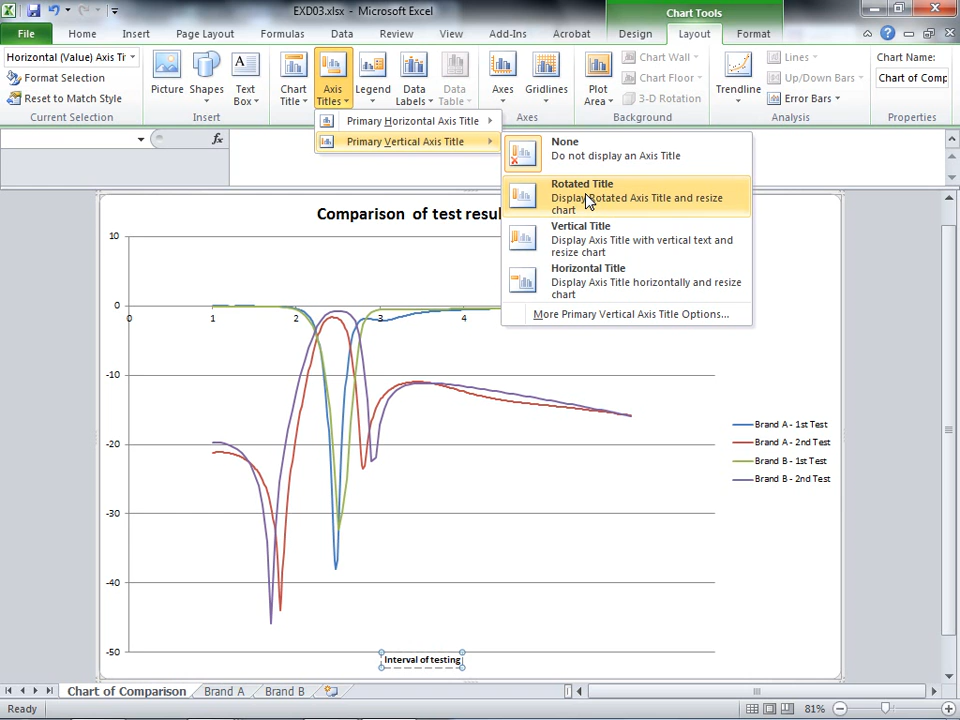 EXD03.xlsx - Microsoft Excel
Chart Tools
File Home Insert Page Layout Formulas Data Review View Add-Ins Acrobat Design Layout Format
Horizontal (Value) Axis Tr
Format Selection
Reset to Match Style
Current Selection
Picture
Shapes
Text
Box
Insert
Chart
Title
Axis
Titles
Legend
Data
Labels
Data
Table
Axes
Gridlines
Axes
Plot
Area
Chart Wall
Chart Floor
3-D Rotation
Background
Trendline
Lines
Up/Down Bars
Error Bars
Analysis
Chart Name:
Chart of Comp
Properties
Primary Horizontal Axis Title
Primary Vertical Axis Title
fx
None
Do not display an Axis Title
Rotated Title
Display Rotated Axis Title and resize
chart
Vertical Title
Display Axis Title with vertical text and
resize chart
Horizontal Title
Display Axis Title horizontally and resize
chart
More Primary Vertical Axis Title Options...
Comparison of test resul
10
0
-10
-20
-30
-40
-50
0 1 2 3 4
Brand A - 1st Test
Brand A - 2nd Test
Brand B - 1st Test
Brand B - 2nd Test
Interval of testing
Chart of Comparison Brand A Brand B
Ready
81%